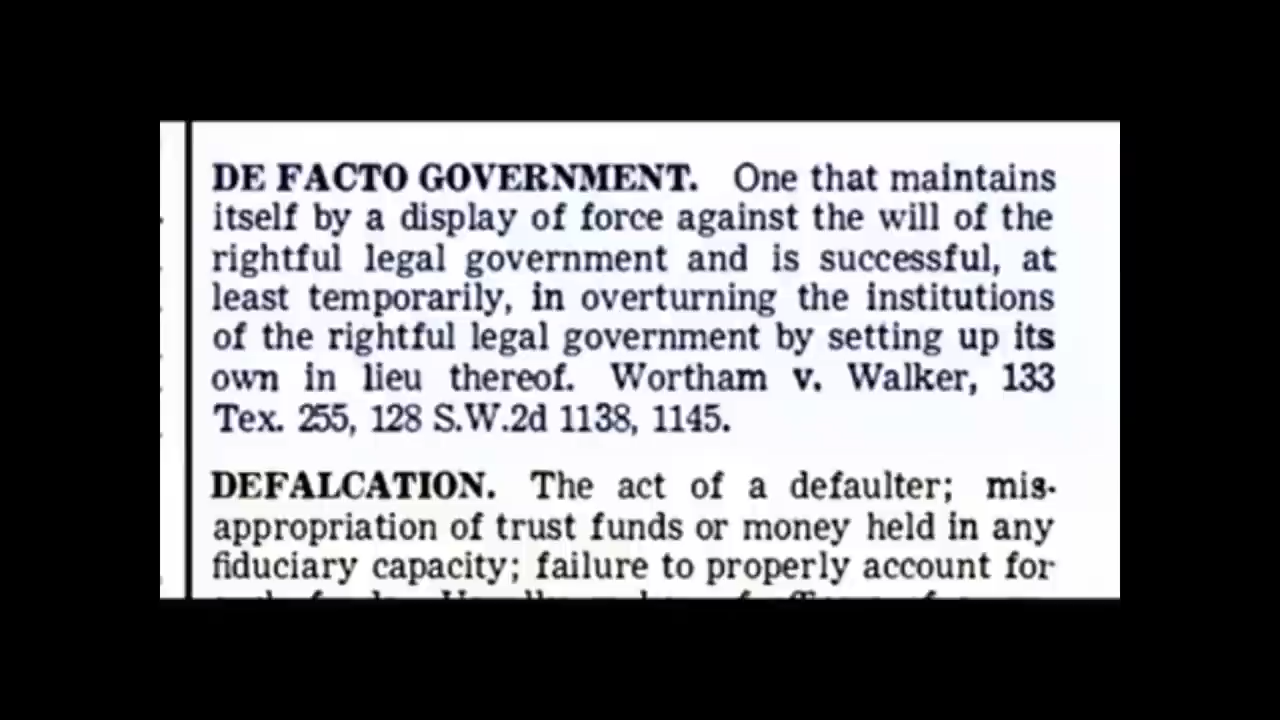 DE FACTO GOVERNMENT. One that maintains
itself by a display of force against the will of the
rightful legal government and is successful, at
least temporarily, in overturning the institutions
of the rightful legal government by setting up its
own in lieu thereof. Wortham v. Walker, 133
Tex. 255, 128 S.W.2d 1138, 1145.
DEFALCATION. The act of a defaulter; mis-
appropriation of trust funds or money held in any
fiduciary capacity; failure to properly account for